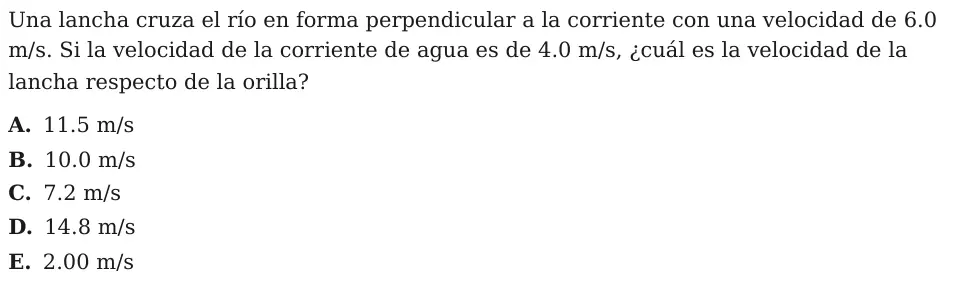 Una lancha cruza el río en forma perpendicular a la corriente con una velocidad de 6.0
m/s. Si la velocidad de la corriente de agua es de 4.0 m/s, ¿cuál es la velocidad de la
lancha respecto de la orilla?
A. 11.5 m/s
B. 10.0 m/s
C. 7.2 m/s
D. 14.8 m/s
E. 2.00 m/s